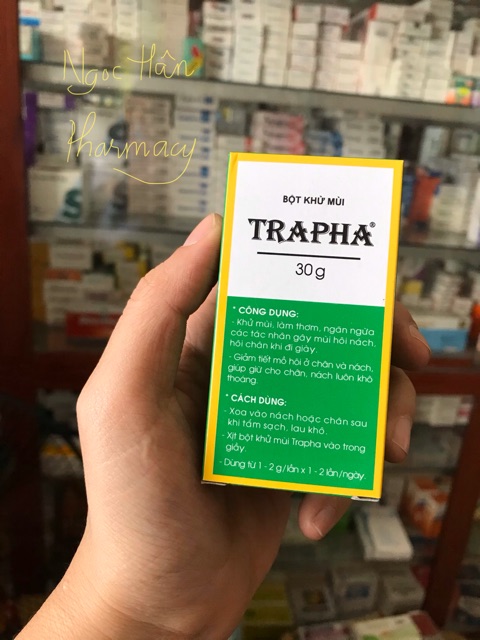 Ngọc Hân
pharmacy
BỘT KHỬ MÙI
TRAPHA®
30g
* CÔNG DỤNG:
- Khử mùi, làm thơm, ngăn ngừa
các tác nhân gây mùi hôi nách,
hôi chân khi đi giày.
- Giảm tiết mồ hôi ở chân và nách,
giúp giữ cho chân, nách luôn khô
thoáng.
* CÁCH DÙNG:
- Xoa vào nách hoặc chân sau
khi tắm sạch, lau khô.
- Xịt bột khử mùi Trapha vào trong
giầy.
- Dùng từ 1 - 2 g/lần x 1 - 2 lần/ngày.